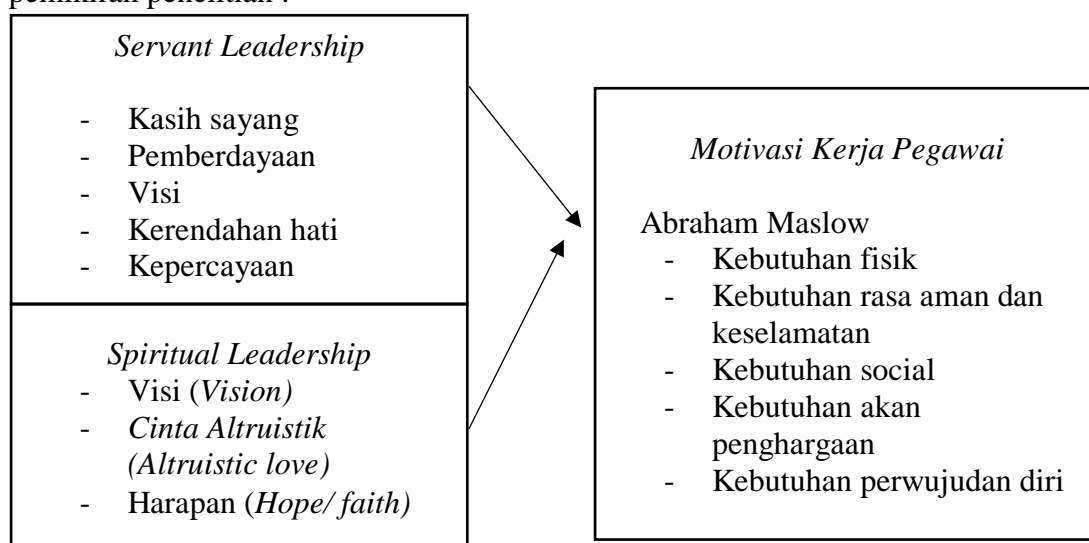 Servant Leadership
- Kasih sayang
- Pemberdayaan
- Visi
- Kerendahan hati
- Kepercayaan
Spiritual Leadership
- Visi (Vision)
- Cinta Altruistik
(Altruistic love)
- Harapan (Hope/ faith)
Motivasi Kerja Pegawai
Abraham Maslow
- Kebutuhan fisik
- Kebutuhan rasa aman dan
keselamatan
- Kebutuhan social
- Kebutuhan akan
penghargaan
- Kebutuhan perwujudan diri